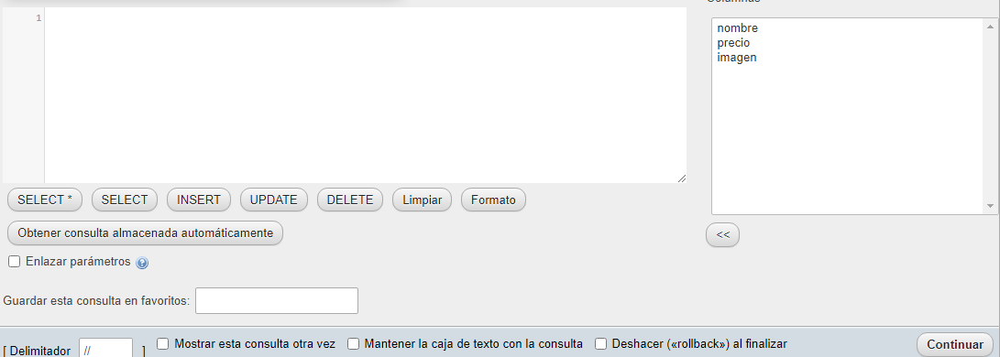 Columnas
1
nombre
precio
imagen
SELECT * SELECT INSERT UPDATE DELETE Limpiar Formato
Obtener consulta almacenada automáticamente
<<
Enlazar parámetros
Guardar esta consulta en favoritos:
[ Delimitador // ] Mostrar esta consulta otra vez Mantener la caja de texto con la consulta Deshacer («rollback») al finalizar Continuar